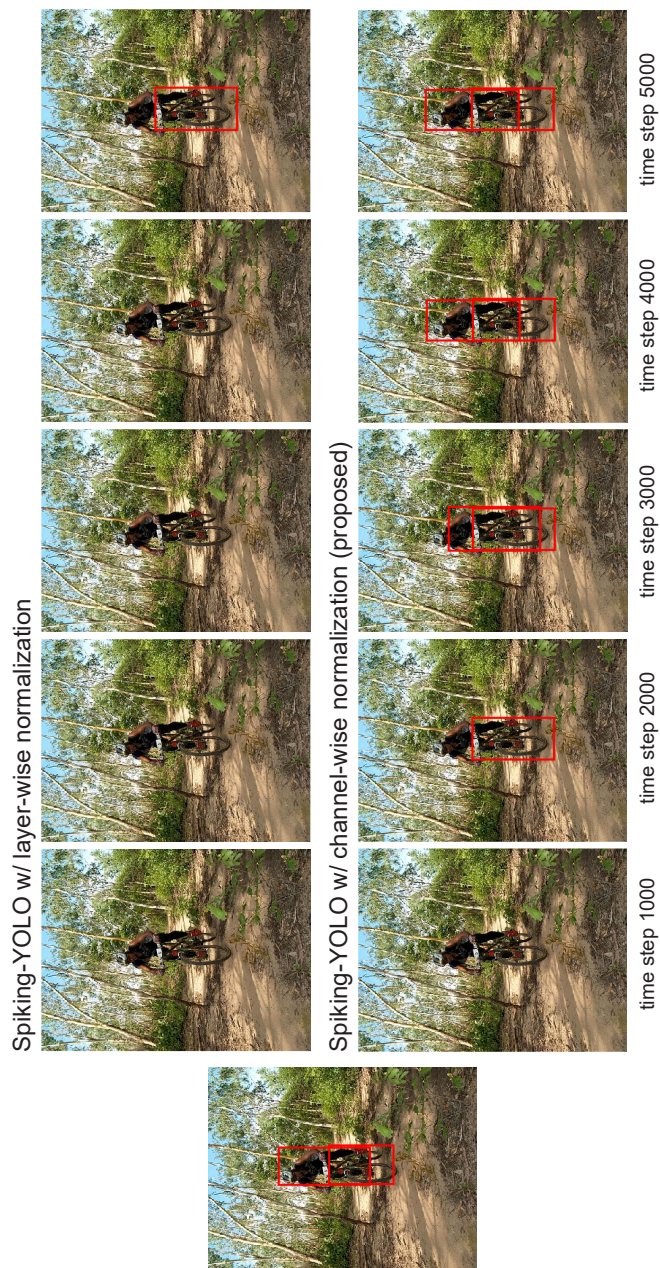 Spiking-YOLO w/ layer-wise normalization
Spiking-YOLO w/ channel-wise normalization (proposed)
time step 1000
time step 2000
time step 3000
time step 4000
time step 5000